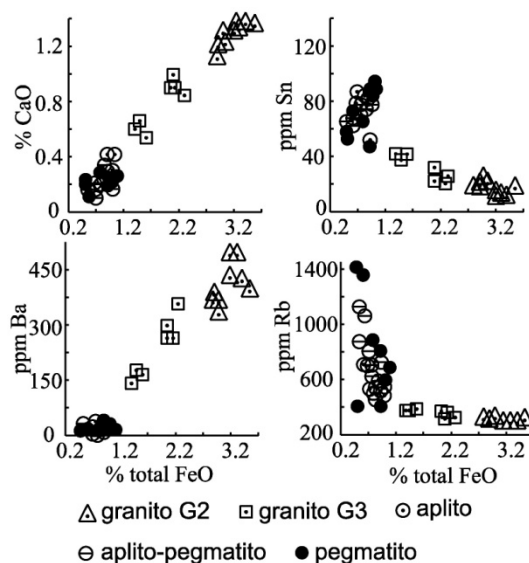 1.2
0.8
0.4
0
% CaO
0.2 1.2 2.2 3.2
100
80
60
40
20
0
ppm Sn
0.2 1.2 2.2 3.2
450
300
150
0
ppm Ba
0.2 1.2 2.2 3.2
% total FeO
1400
1000
600
200
ppm Rb
0.2 1.2 2.2 3.2
% total FeO
granito G2 granito G3 aplito
aplito-pegmatito pegmatito